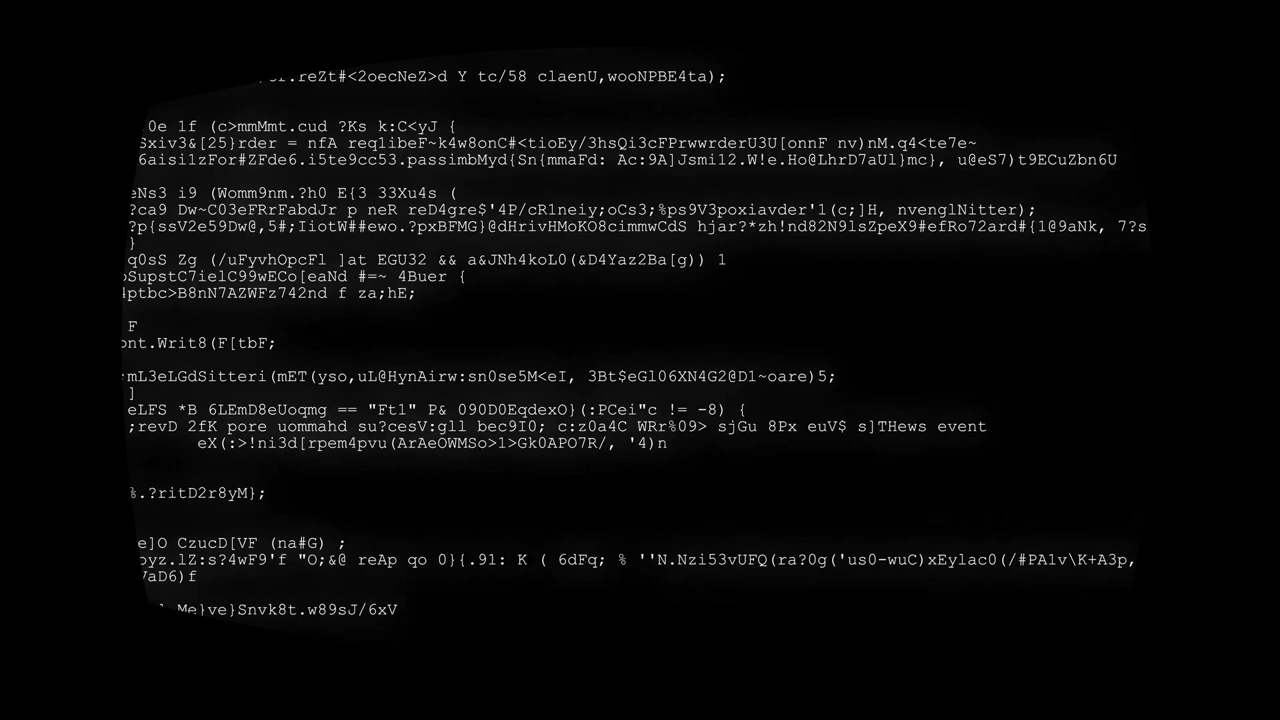 .reZt#<2oecNeZ>d Y tc/58 claenU,wooNPBE4ta);
0e 1f (c>mmMmt.cud ?Ks k:C<yJ {
Sxiv3&[25}rder = nfA req1ibeF~k4w8onC#<tioEy/3hsQi3cFPrwwrderU3U[onnF nv)nM.q4<te7e~
6aisi1zFor#ZFde6.i5te9cc53.passimbMyd{Sn{mmaFd: Ac:9A]Jsmi12.W!e.Ho@LhrD7aUl}mc}, u@eS7)t9ECuZbn6U
eNs3 i9 (Womm9nm.?h0 E{3 33Xu4s (
?ca9 Dw~C03eFRrFabdJr p neR reD4gre$'4P/cR1neiy;oCs3;%ps9V3poxiavder'1(c;]H, nvenglNitter);
?p{ssV2e59Dw@,5#;IiotW##ewo.?pxBFMG}@dHrivHMoKO8cimmwCdS hjar?*zh!nd82N9lsZpeX9#efRo72ard#{1@9aNk, 7?s
}
q0sS Zg (/uFyvhOpcFl ]at EGU32 && a&JNh4koL0(&D4Yaz2Ba[g)) 1
SupstC7ielC99wECo[eaNd #=~ 4Buer {
ptbc>B8nN7AZWFz742nd f za;hE;
F
ont.Writ8(F[tbF;
mL3eLGdSitteri(mET(yso,uL@HynAirw:sn0se5M<eI, 3Bt$eGl06XN4G2@D1~oare)5;
]
eLFS *B 6LEmD8eUoqmg == "Ft1" P& 090D0EqdexO}(:PCei"c != -8) {
;revD 2fK pore uommahd su?cesV:gll bec9I0; c:z0a4C WRr%09> sjGu 8Px euV$ s]THews event
eX(:>!ni3d[rpem4pvu(ArAeOWMSo>1>Gk0APO7R/, '4)n
%.?ritD2r8yM};
e]O CzucD[VF (na#G) ;
oyz.lZ:s?4wF9'f "O;&@ reAp qo 0}{.91: K ( 6dFq; % ''N.Nzi53vUFQ(ra?0g('us0-wuC)xEylac0(/#PA1v\K+A3p,
VaD6)f
Me}ve}Snvk8t.w89sJ/6xV